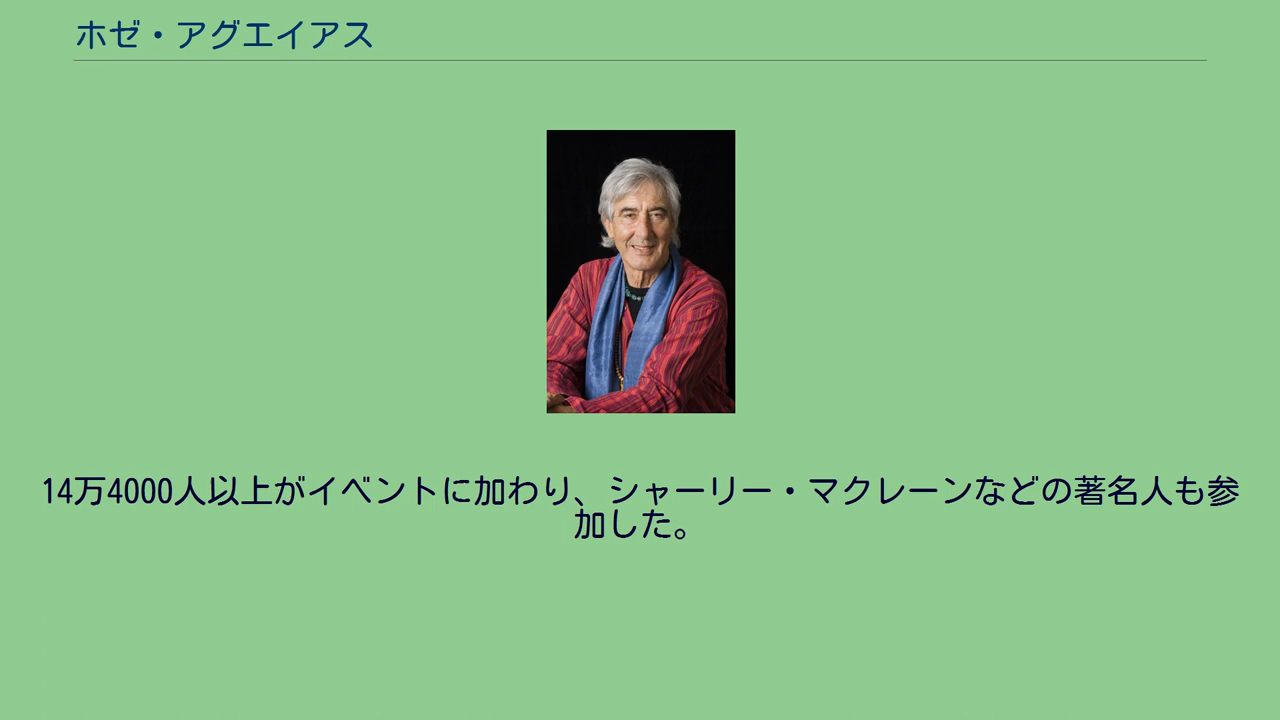 ホゼ・アグエイアス
14万4000人以上がイベントに加わり、シャーリー・マクレーンなどの著名人も参
加した。